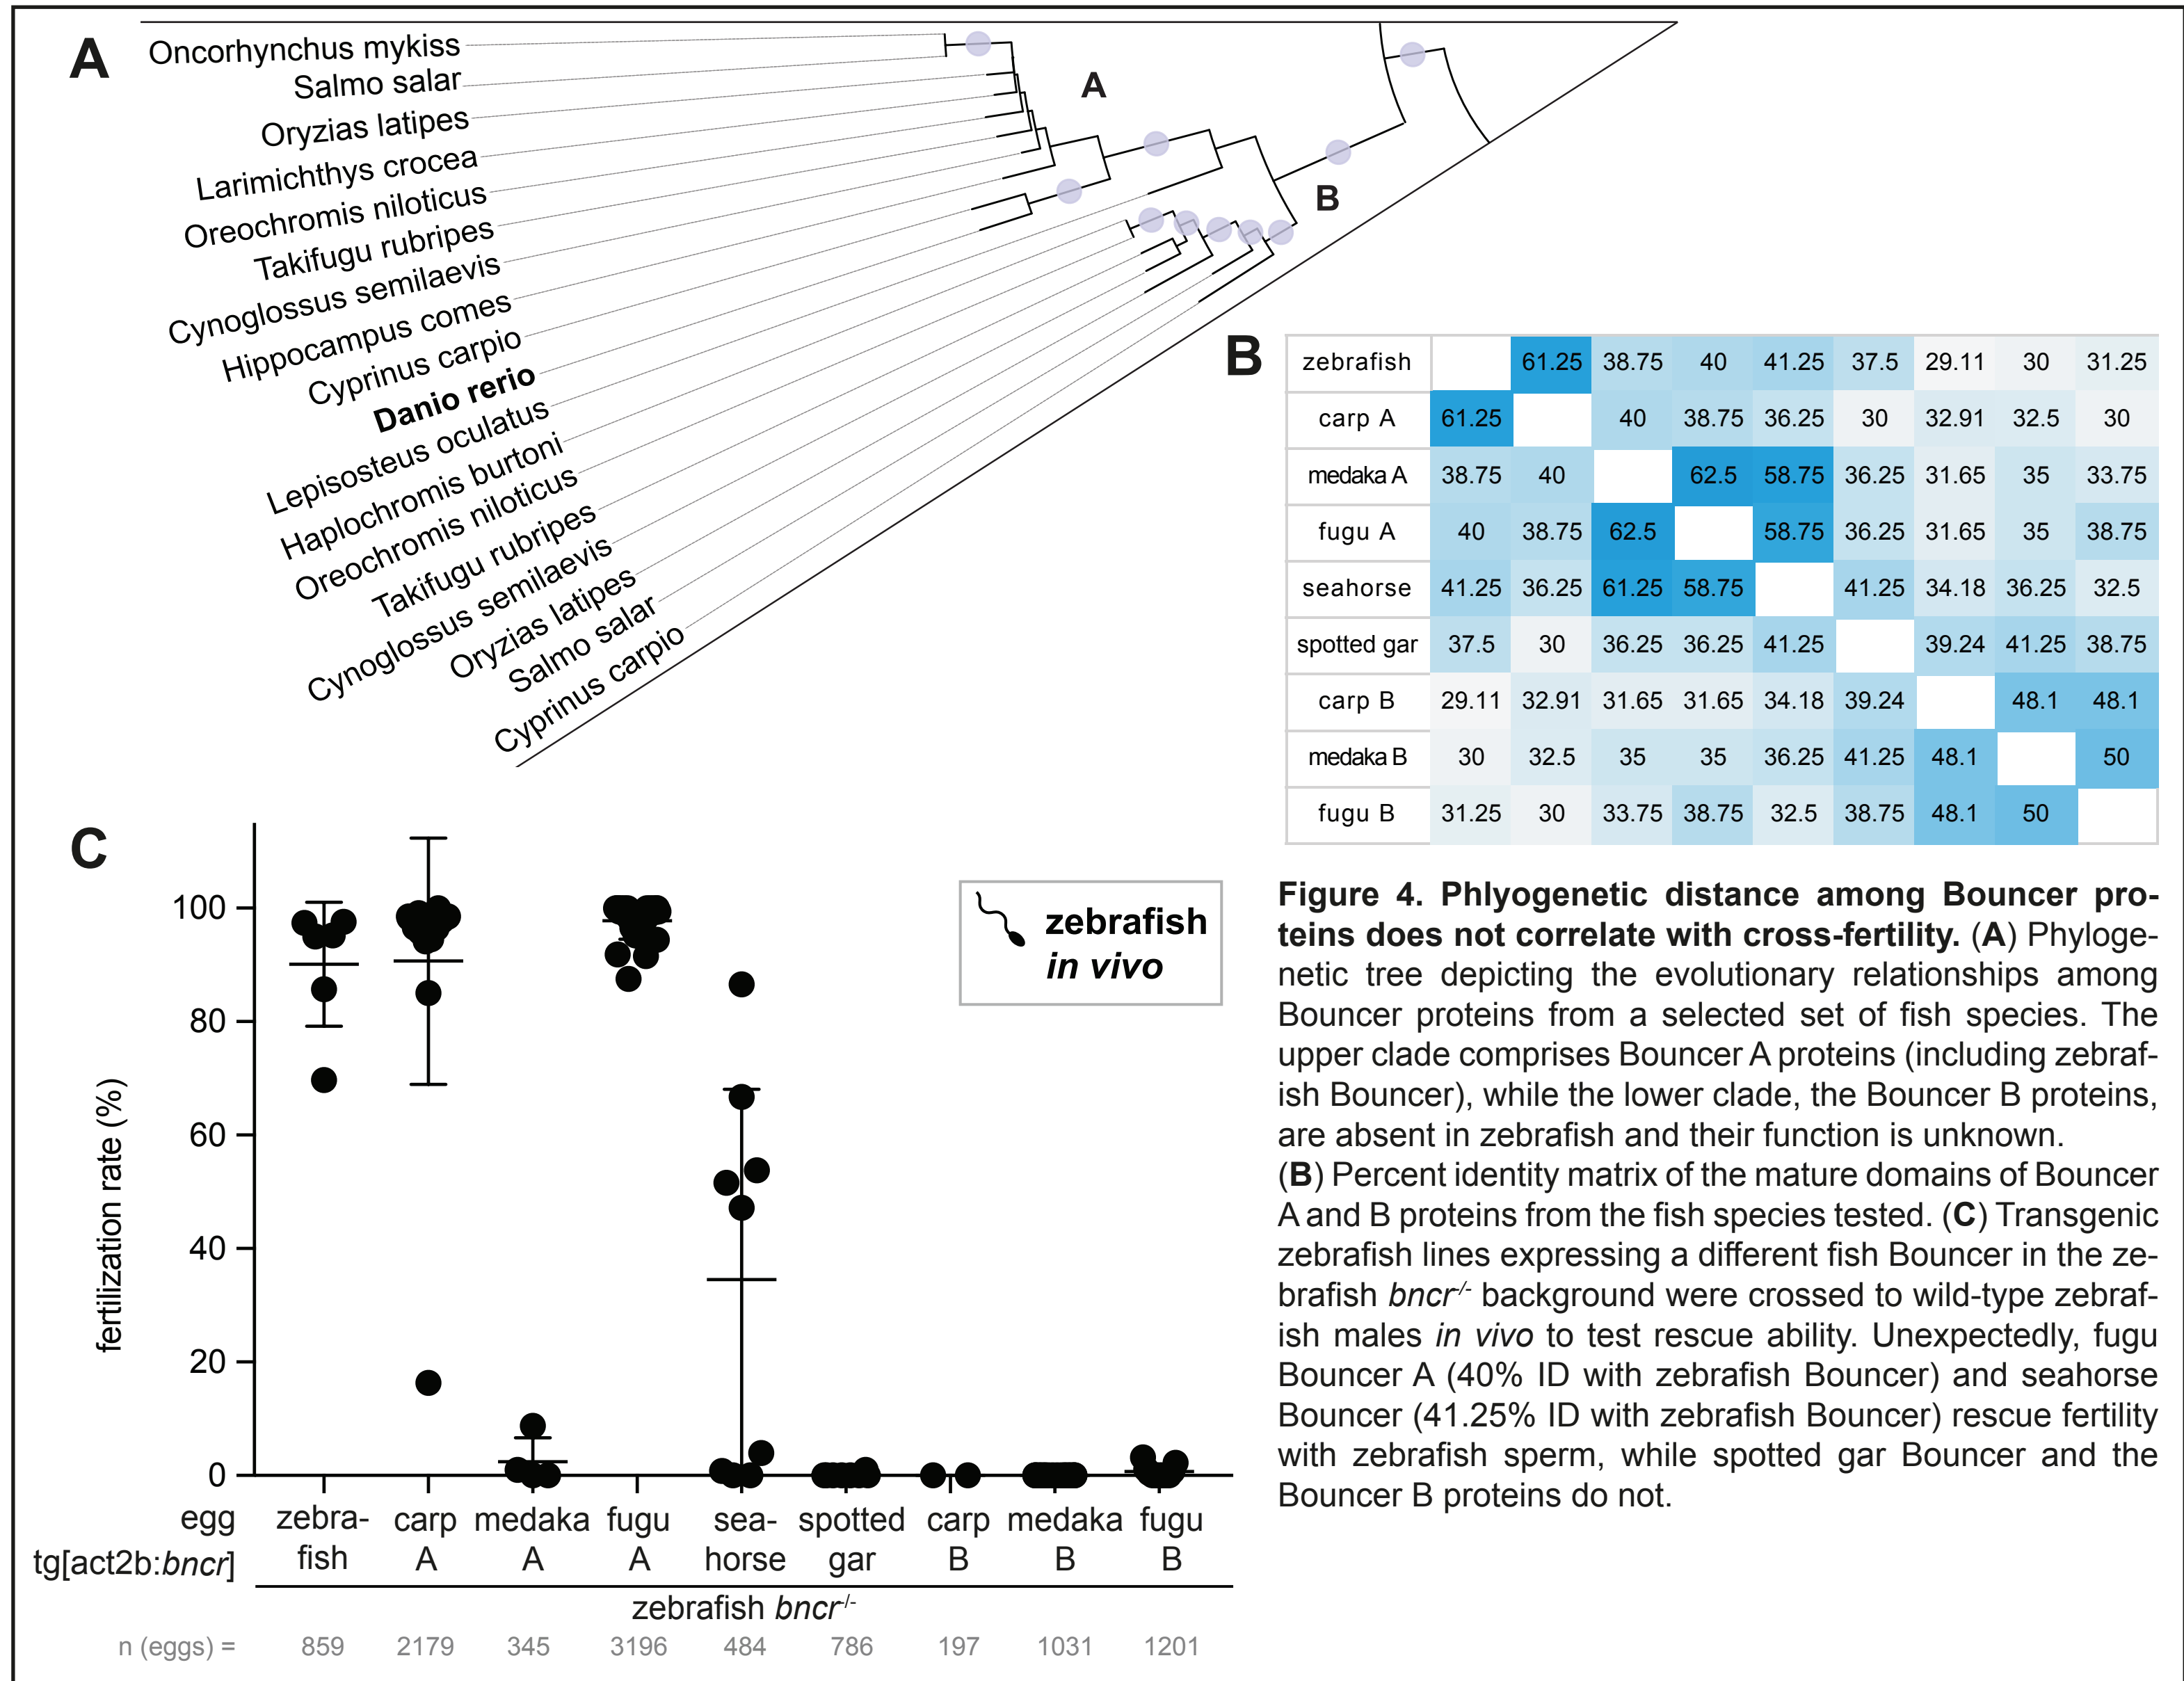 A
Oncorhynchus mykiss
Salmo salar
Oryzias latipes
Larimichthys crocea
Oreochromis niloticus
Takifugu rubripes
Cynoglossus semilaevis
Hippocampus comes
Cyprinus carpio
Danio rerio
Lepisosteus oculatus
Haplochromis burtoni
Oreochromis niloticus
Takifugu rubripes
Cynoglossus semilaevis
Oryzias latipes
Salmo salar
Cyprinus carpio
A
B
B
zebrafish 61.25 38.75 40 41.25 37.5 29.11 30 31.25
carp A 61.25 40 38.75 36.25 30 32.91 32.5 30
medaka A 38.75 40 62.5 58.75 36.25 31.65 35 33.75
fugu A 40 38.75 62.5 58.75 36.25 31.65 35 38.75
seahorse 41.25 36.25 61.25 58.75 41.25 34.18 36.25 32.5
spotted gar 37.5 30 36.25 36.25 41.25 39.24 41.25 38.75
carp B 29.11 32.91 31.65 31.65 34.18 39.24 48.1 48.1
medaka B 30 32.5 35 35 36.25 41.25 48.1 50
fugu B 31.25 30 33.75 38.75 32.5 38.75 48.1 50
C
fertilization rate (%)
100
80
60
40
20
0
zebrafish
in vivo
egg zebra- carp medaka fugu sea- spotted carp medaka fugu
tg[act2b:bncr] fish A A A horse gar B B B
zebrafish bncr-/-
n (eggs) = 859 2179 345 3196 484 786 197 1031 1201
Figure 4. Phlyogenetic distance among Bouncer pro-
teins does not correlate with cross-fertility. (A) Phyloge-
netic tree depicting the evolutionary relationships among
Bouncer proteins from a selected set of fish species. The
upper clade comprises Bouncer A proteins (including zebraf-
ish Bouncer), while the lower clade, the Bouncer B proteins,
are absent in zebrafish and their function is unknown.
(B) Percent identity matrix of the mature domains of Bouncer
A and B proteins from the fish species tested. (C) Transgenic
zebrafish lines expressing a different fish Bouncer in the ze-
brafish bncr-/- background were crossed to wild-type zebraf-
ish males in vivo to test rescue ability. Unexpectedly, fugu
Bouncer A (40% ID with zebrafish Bouncer) and seahorse
Bouncer (41.25% ID with zebrafish Bouncer) rescue fertility
with zebrafish sperm, while spotted gar Bouncer and the
Bouncer B proteins do not.